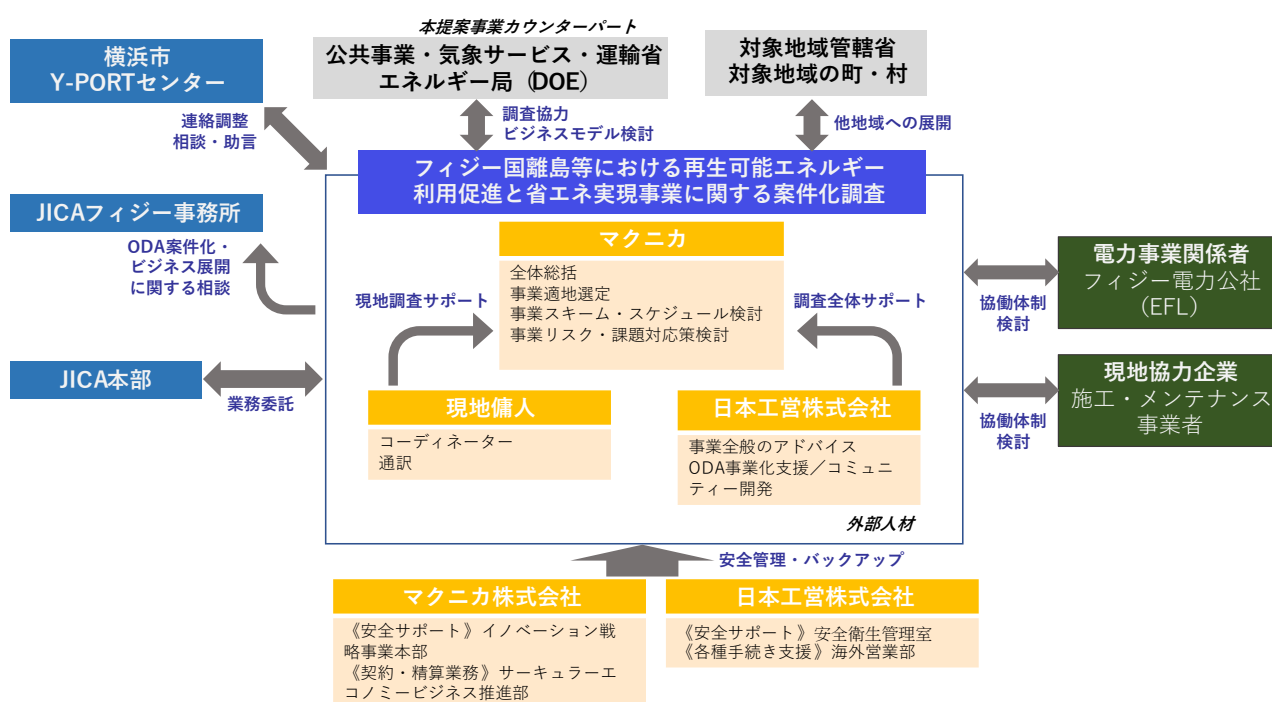 本提案事業カウンターパート
横浜市
Y-PORTセンター
公共事業・気象サービス・運輸省
エネルギー局（DOE）
対象地域管轄省
対象地域の町・村
連絡調整
相談・助言
調査協力
ビジネスモデル検討
他地域への展開
フィジー国離島等における再生可能エネルギー
利用促進と省エネ実現事業に関する案件化調査
JICAフィジー事務所
ODA案件化・
ビジネス展開
に関する相談
マクニカ
全体総括
事業適地選定
事業スキーム・スケジュール検討
事業リスク・課題対応策検討
現地調査サポート
調査全体サポート
電力事業関係者
フィジー電力公社
（EFL）
協働体制
検討
JICA本部
業務委託
現地傭人
コーディネーター
通訳
日本工営株式会社
事業全般のアドバイス
ODA事業化支援／コミュニ
ティー開発
現地協力企業
施工・メンテナンス
事業者
協働体制
検討
外部人材
安全管理・バックアップ
マクニカ株式会社
《安全サポート》イノベーション戦
略事業本部
《契約・精算業務》サーキュラーエ
コノミービジネス推進部
日本工営株式会社
《安全サポート》安全衛生管理室
《各種手続き支援》海外営業部